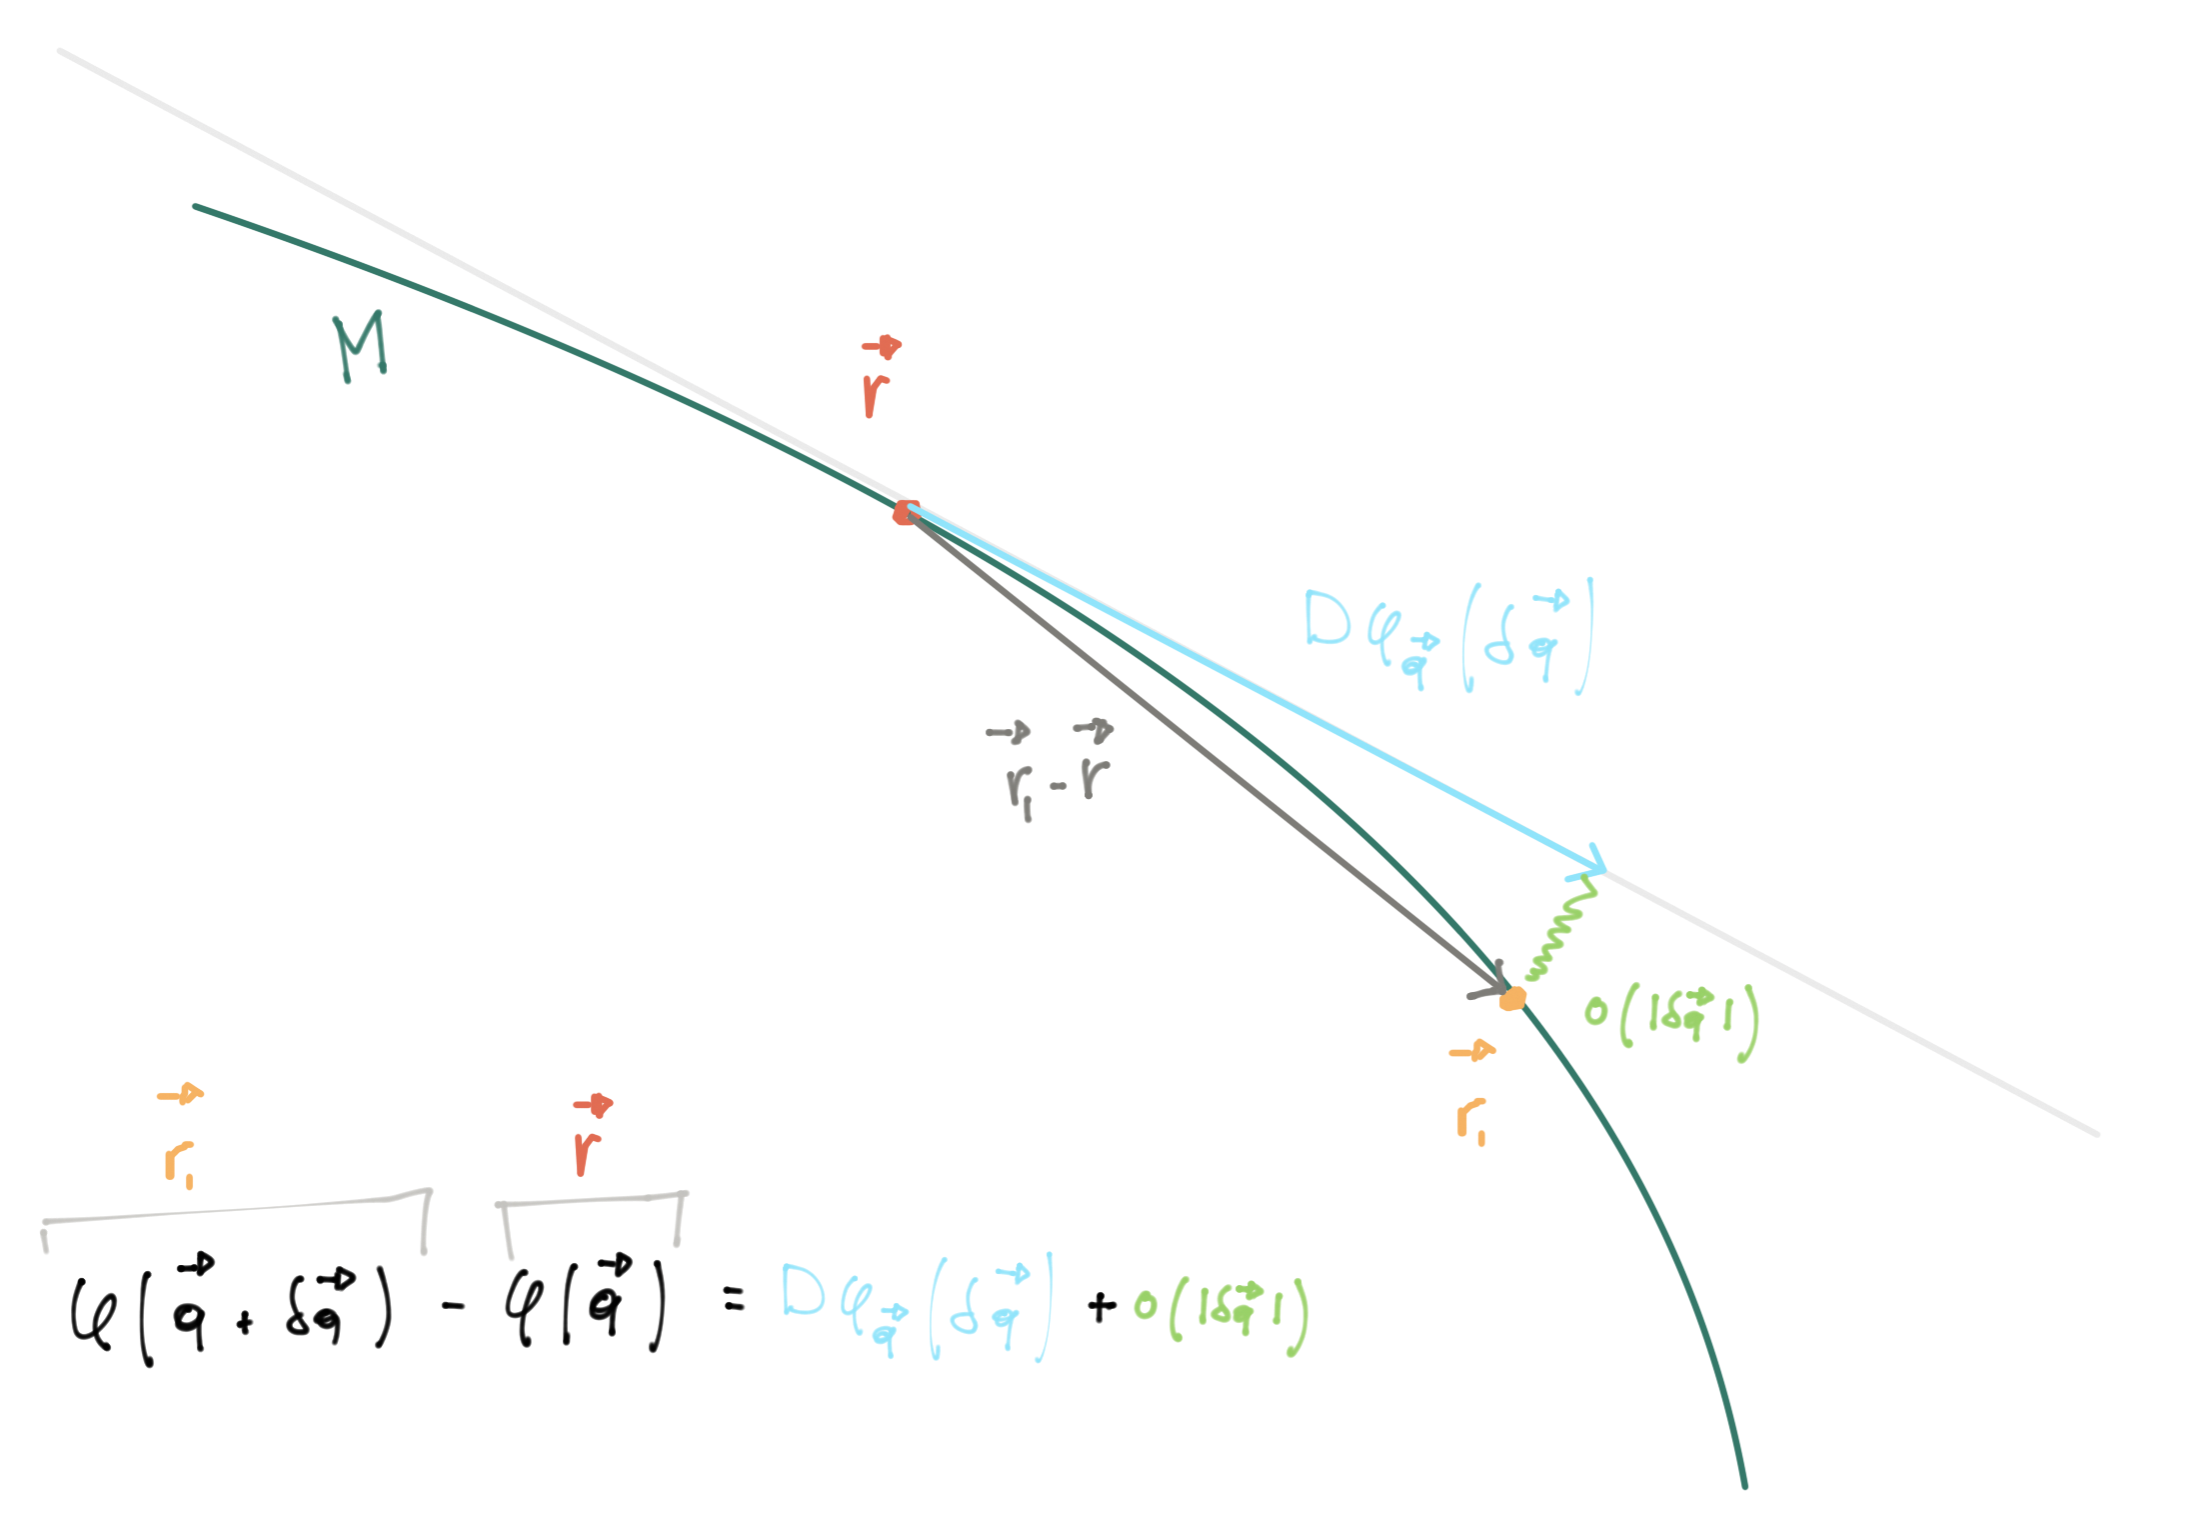 M
r⃗
Dφ_q⃗(δq⃗)
r⃗₁ - r⃗
o(|δq⃗|)
r⃗₁
r⃗₁ r⃗
φ(q⃗ + δq⃗) - φ(q⃗) = Dφ_q⃗(δq⃗) + o(|δq⃗|)